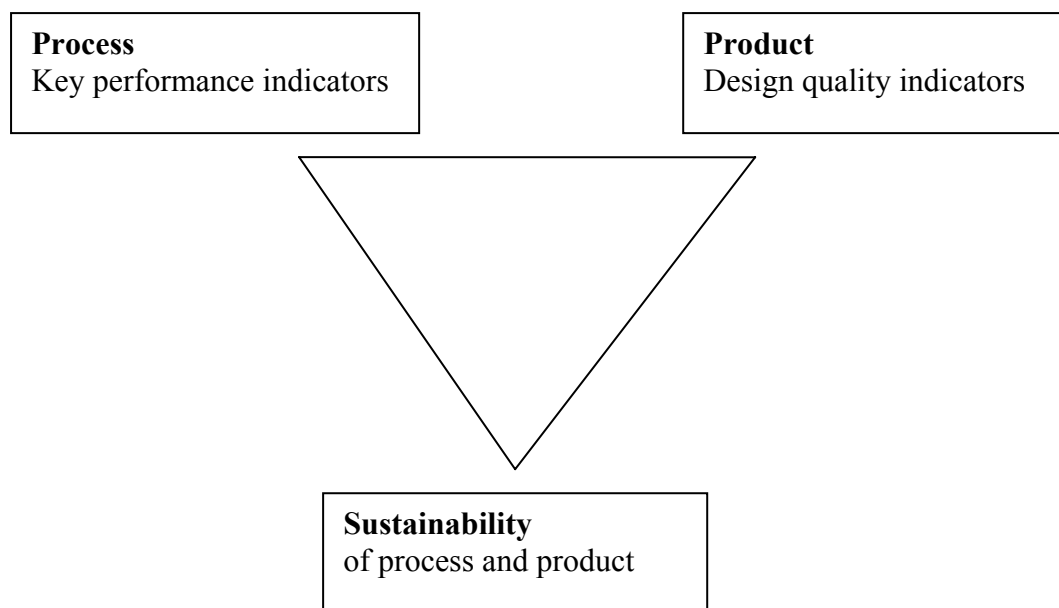 Process
Key performance indicators
Product
Design quality indicators
Sustainability
of process and product